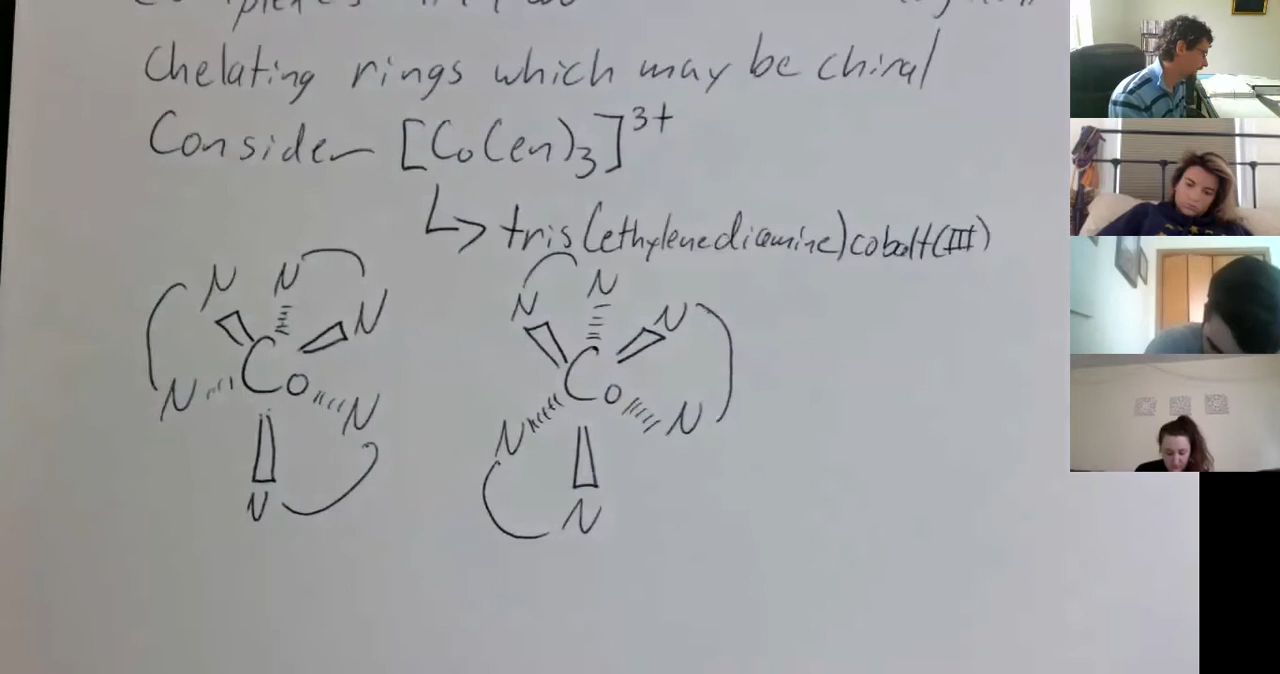 Chelating rings which may be chiral
Consider [Co(en)3]3+
↳ tris(ethylenediamine)cobalt(III)
N N N N N N
Co Co
N N N N
N N